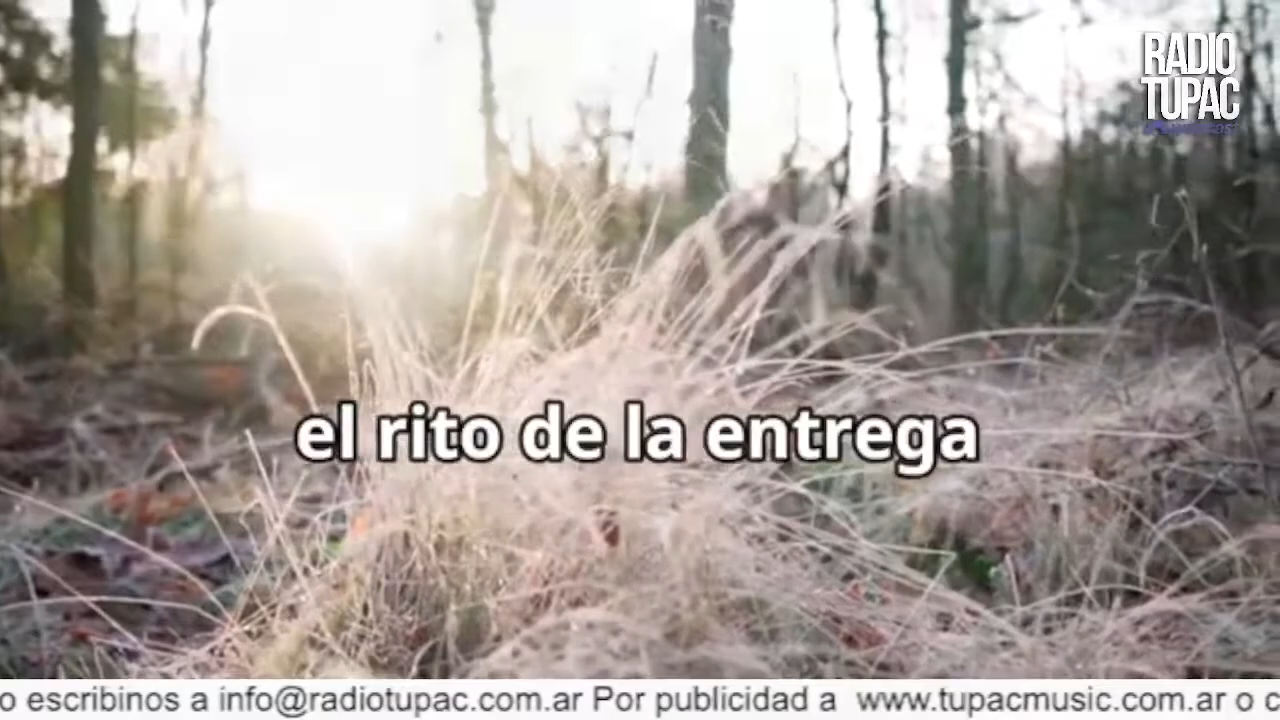 RADIO
TUPAC
el rito de la entrega
o escribinos a info@radiotupac.com.ar Por publicidad a www.tupacmusic.com.ar o c